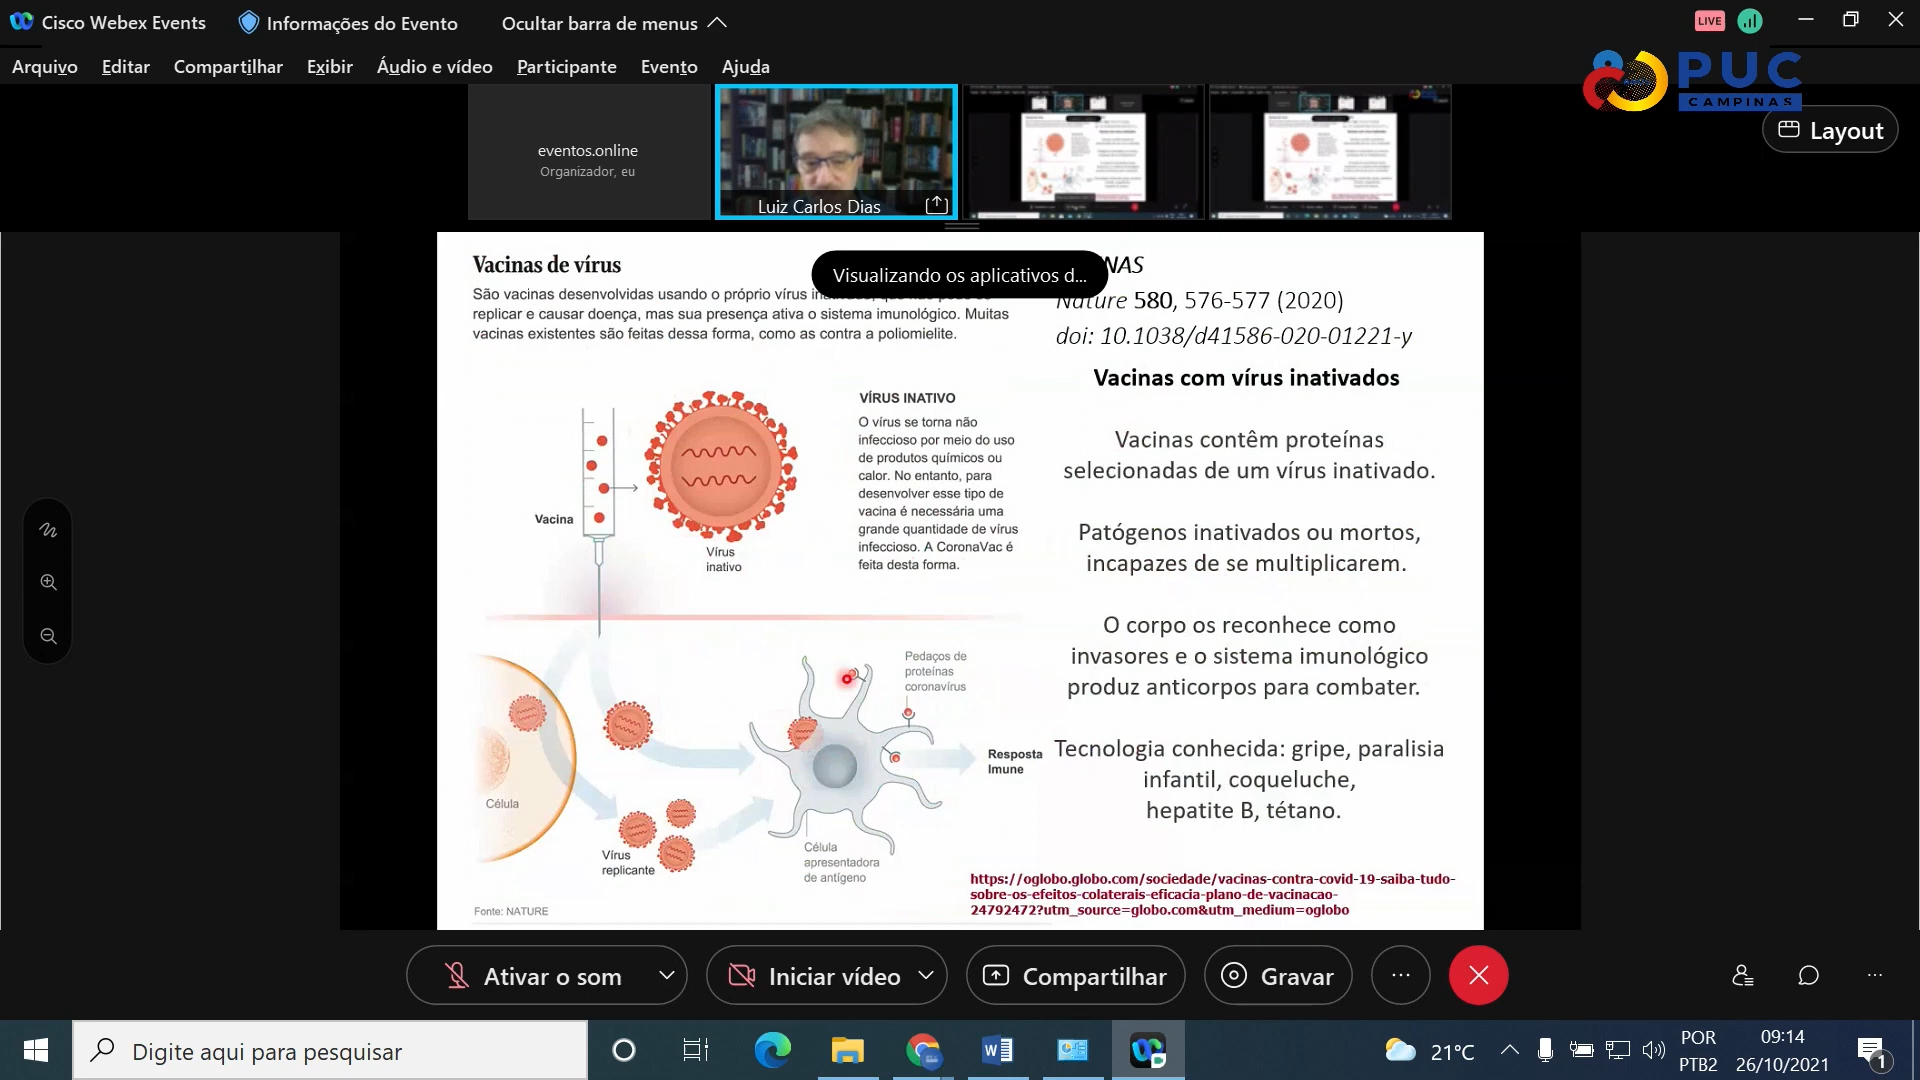 Cisco Webex Events
Informações do Evento
Ocultar barra de menus
LIVE
Arquivo Editar Compartilhar Exibir Áudio e vídeo Participante Evento Ajuda
PUC
CAMPINAS
Layout
eventos.online
Organizador, eu
Luiz Carlos Dias
Visualizando os aplicativos d...
Vacinas de vírus
São vacinas desenvolvidas usando o próprio vírus
replicar e causar doença, mas sua presença ativa o sistema imunológico. Muitas
vacinas existentes são feitas dessa forma, como as contra a poliomielite.
Vacina
Vírus
inativo
VÍRUS INATIVO
O vírus se torna não
infeccioso por meio do uso
de produtos químicos ou
calor. No entanto, para
desenvolver esse tipo de
vacina é necessária uma
grande quantidade de vírus
infeccioso. A CoronaVac é
feita desta forma.
Pedaços de
proteínas
coronavírus
Célula
Vírus
replicante
Célula
apresentadora
de antígeno
Resposta
Imune
Fonte: NATURE
NAS
Nature 580, 576-577 (2020)
doi: 10.1038/d41586-020-01221-y
Vacinas com vírus inativados
Vacinas contêm proteínas
selecionadas de um vírus inativado.
Patógenos inativados ou mortos,
incapazes de se multiplicarem.
O corpo os reconhece como
invasores e o sistema imunológico
produz anticorpos para combater.
Tecnologia conhecida: gripe, paralisia
infantil, coqueluche,
hepatite B, tétano.
https://oglobo.globo.com/sociedade/vacinas-contra-covid-19-saiba-tudo-
sobre-os-efeitos-colaterais-eficacia-plano-de-vacinacao-
24792472?utm_source=globo.com&utm_medium=oglobo
Ativar o som
Iniciar vídeo
Compartilhar
Gravar
Digite aqui para pesquisar
21°C
POR
PTB2
09:14
26/10/2021
1